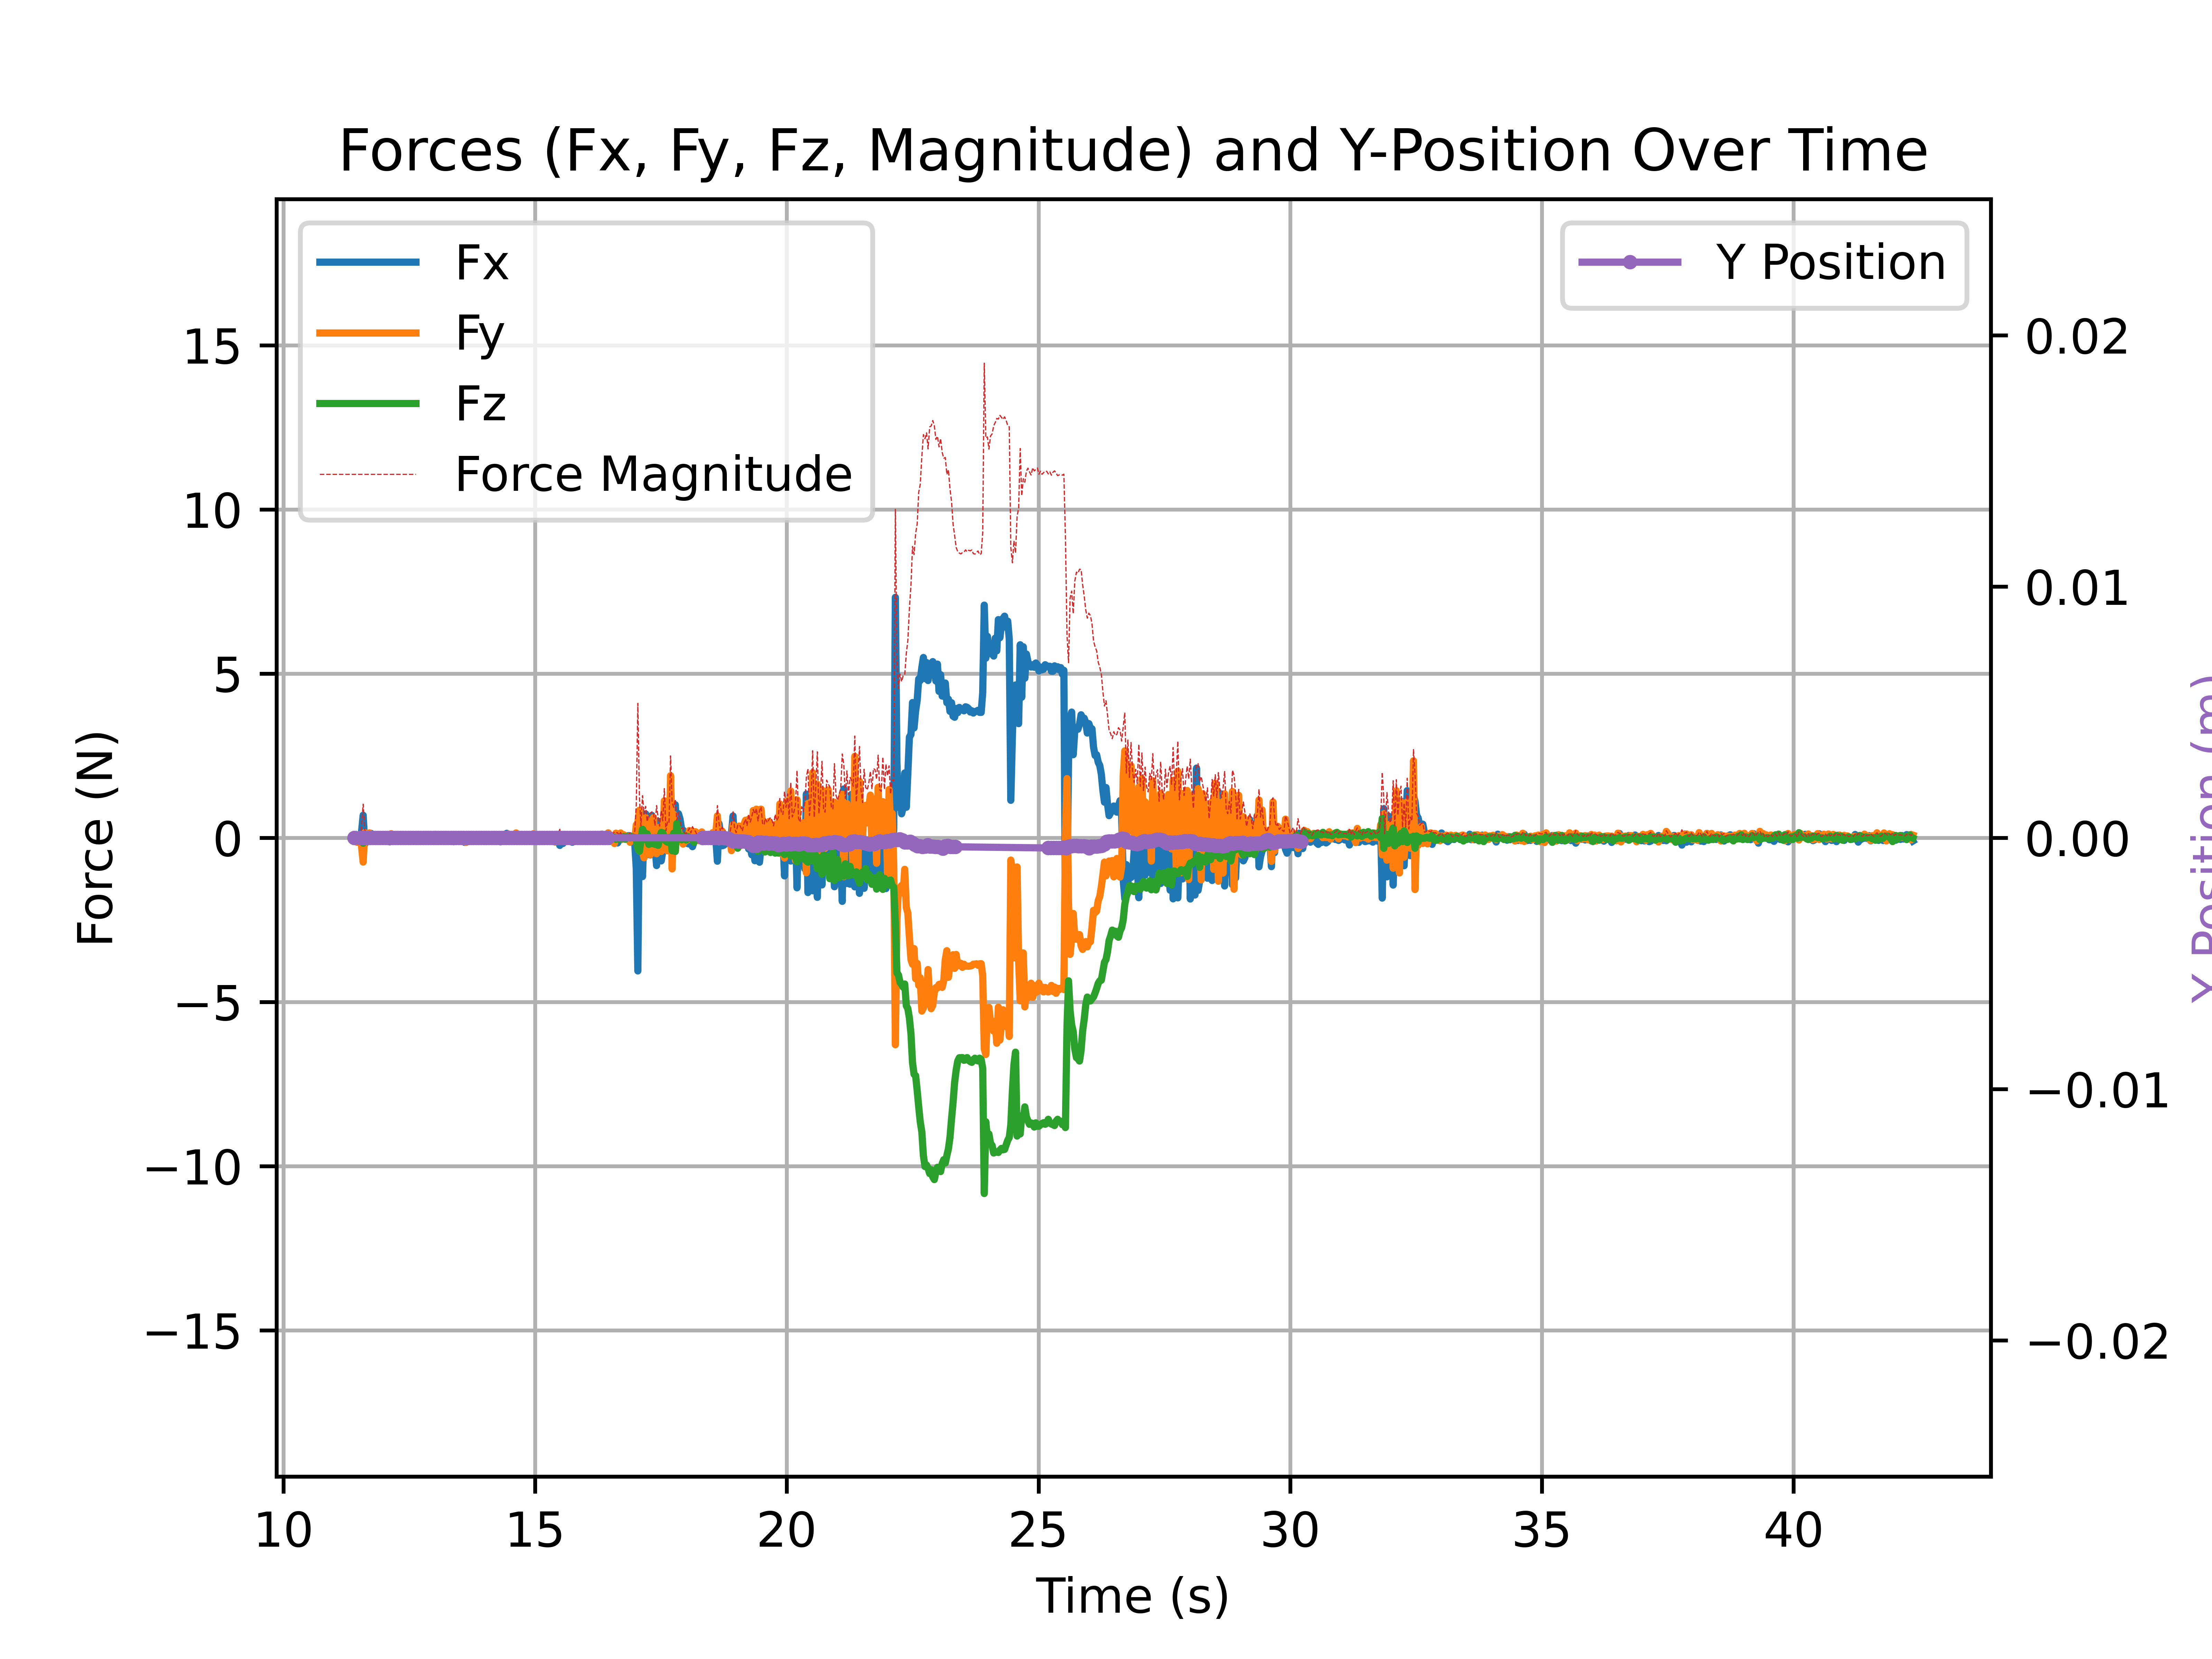 Forces (Fx, Fy, Fz, Magnitude) and Y-Position Over Time
Fx
Fy
Fz
Force Magnitude
Y Position
15
10
5
0
−5
−10
−15
Force (N)
0.02
0.01
0.00
−0.01
−0.02
Y Position (m)
10 15 20 25 30 35 40
Time (s)